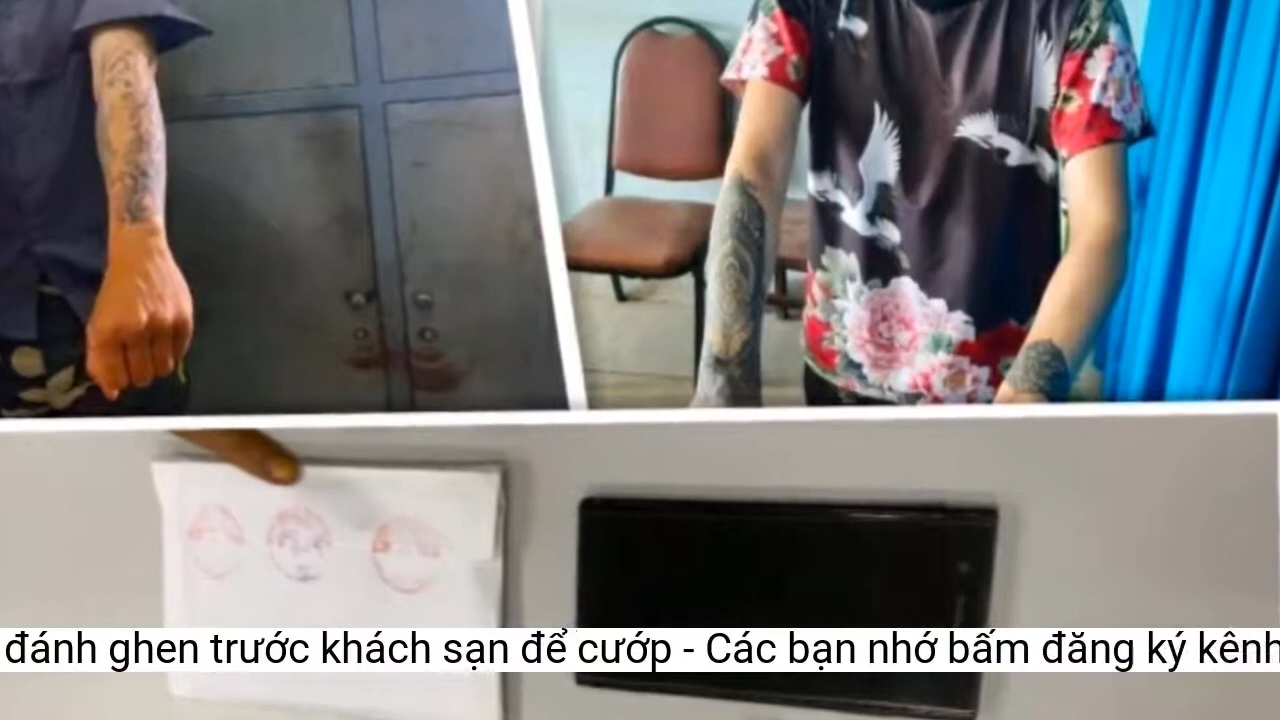 đánh ghen trước khách sạn để cướp - Các bạn nhớ bấm đăng ký kênh